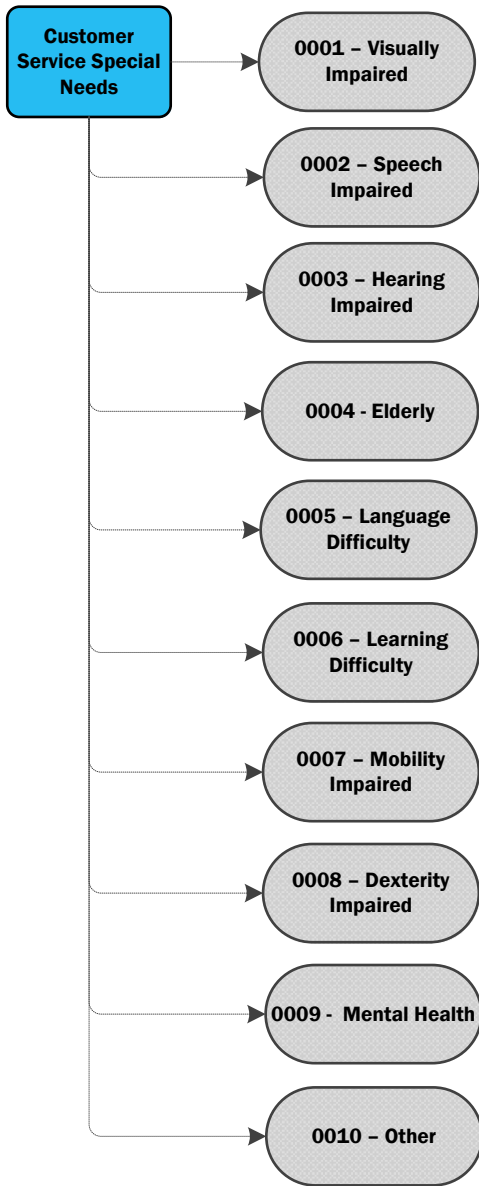 Customer
Service Special
Needs
0001 – Visually
Impaired
0002 – Speech
Impaired
0003 – Hearing
Impaired
0004 - Elderly
0005 – Language
Difficulty
0006 – Learning
Difficulty
0007 – Mobility
Impaired
0008 – Dexterity
Impaired
0009 -  Mental Health
0010 – Other